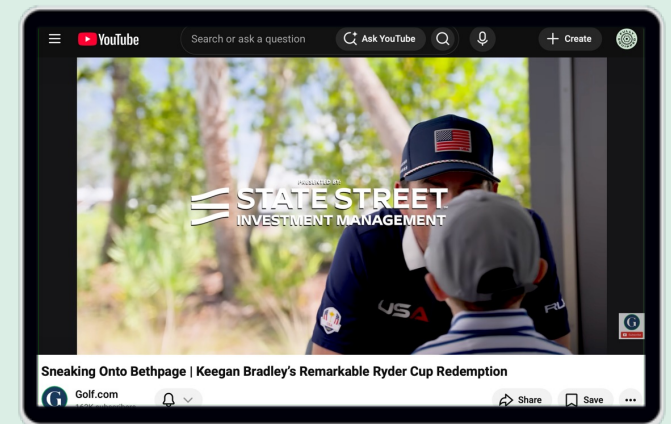 YouTube
Search or ask a question
Ask YouTube
Create
PRESENTED BY:
STATE STREET
INVESTMENT MANAGEMENT
USA
RU
G
Sneaking Onto Bethpage | Keegan Bradley's Remarkable Ryder Cup Redemption
G
Golf.com
Share
Save